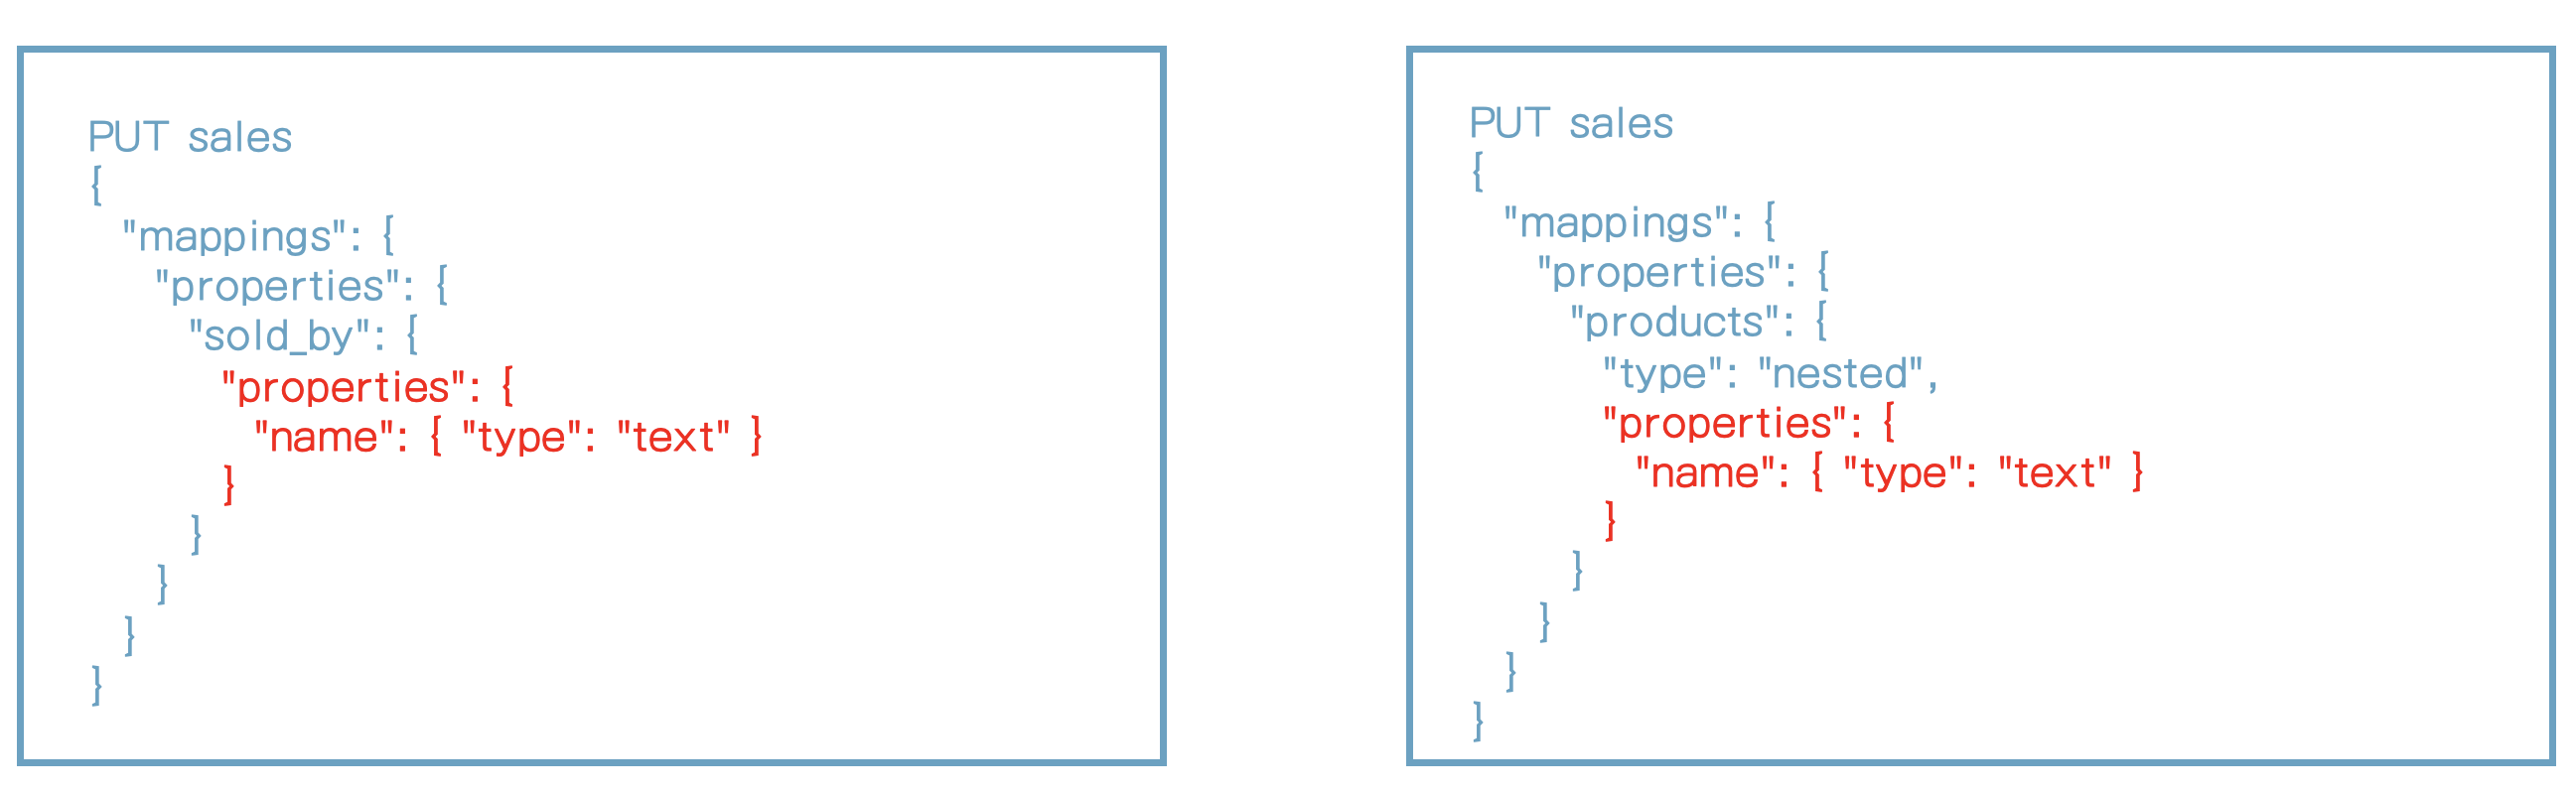 PUT sales
{
  "mappings": {
    "properties": {
      "sold_by": {
        "properties": {
          "name": { "type": "text" }
        }
      }
    }
  }
}
PUT sales
{
  "mappings": {
    "properties": {
      "products": {
        "type": "nested",
        "properties": {
          "name": { "type": "text" }
        }
      }
    }
  }
}